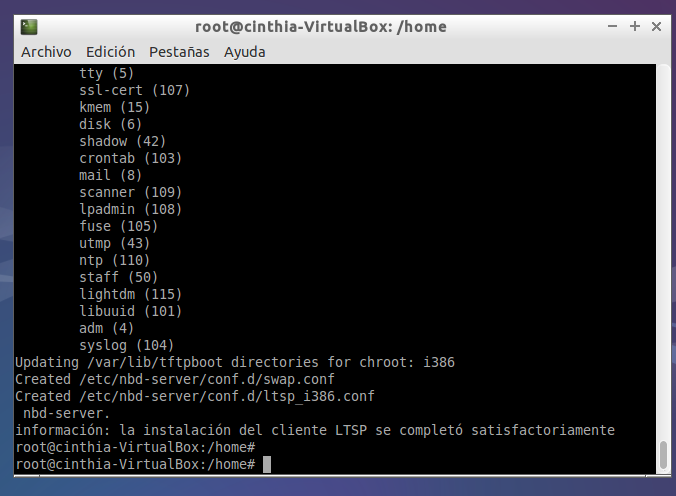 root@cinthia-VirtualBox: /home
Archivo Edición Pestañas Ayuda
tty (5)
ssl-cert (107)
kmem (15)
disk (6)
shadow (42)
crontab (103)
mail (8)
scanner (109)
lpadmin (108)
fuse (105)
utmp (43)
ntp (110)
staff (50)
lightdm (115)
libuuid (101)
adm (4)
syslog (104)
Updating /var/lib/tftpboot directories for chroot: i386
Created /etc/nbd-server/conf.d/swap.conf
Created /etc/nbd-server/conf.d/ltsp_i386.conf
nbd-server.
información: la instalación del cliente LTSP se completó satisfactoriamente
root@cinthia-VirtualBox:/home#
root@cinthia-VirtualBox:/home#